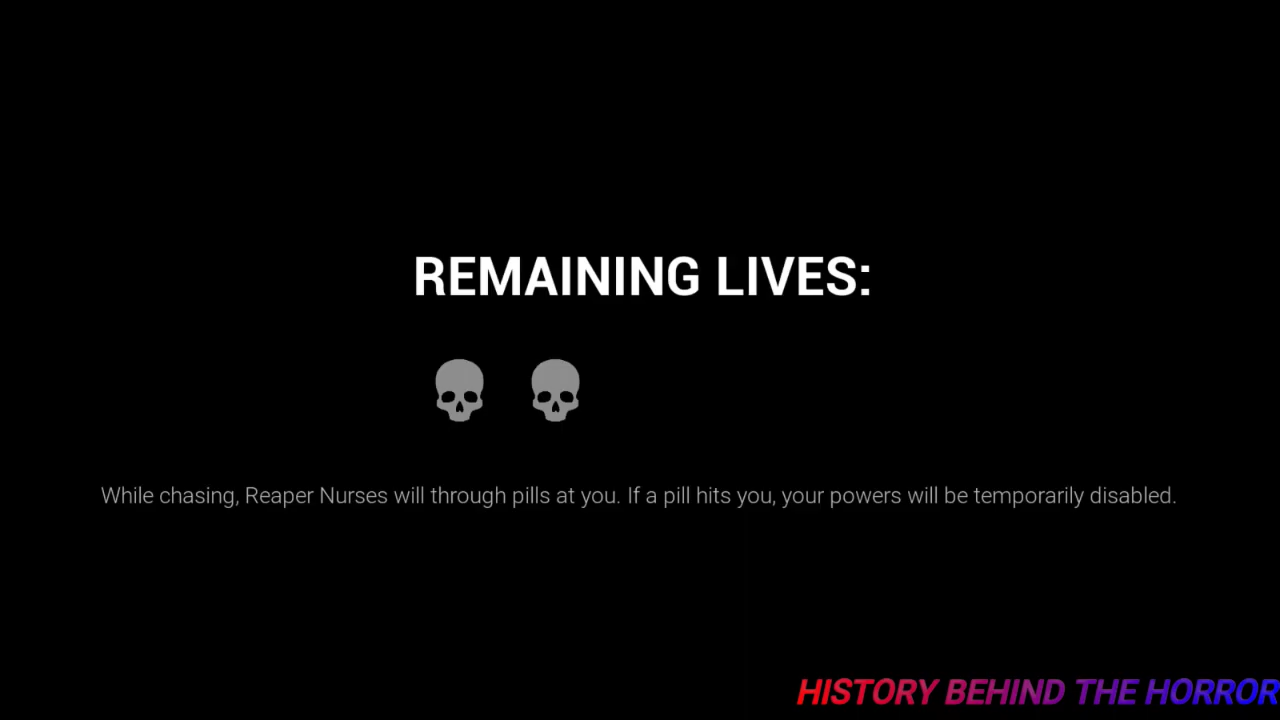 REMAINING LIVES:
While chasing, Reaper Nurses will through pills at you. If a pill hits you, your powers will be temporarily disabled.
HISTORY BEHIND THE HORROR